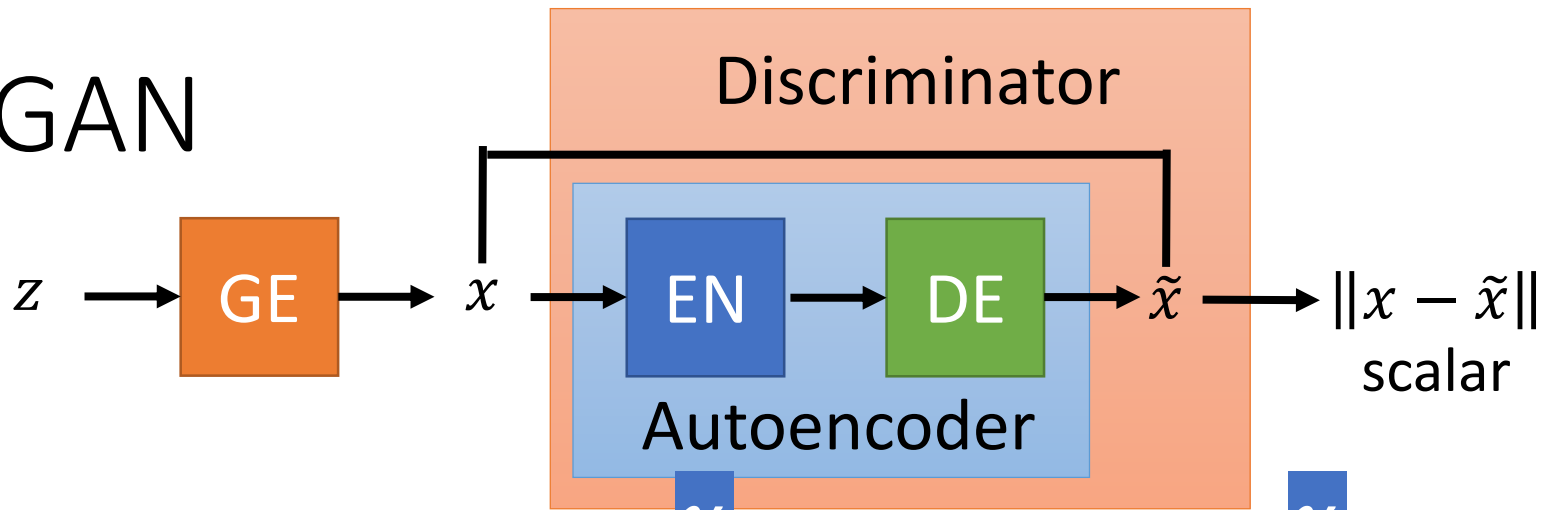 GAN
Discriminator
z
GE
x
EN
DE
x̃
‖x − x̃‖
scalar
Autoencoder